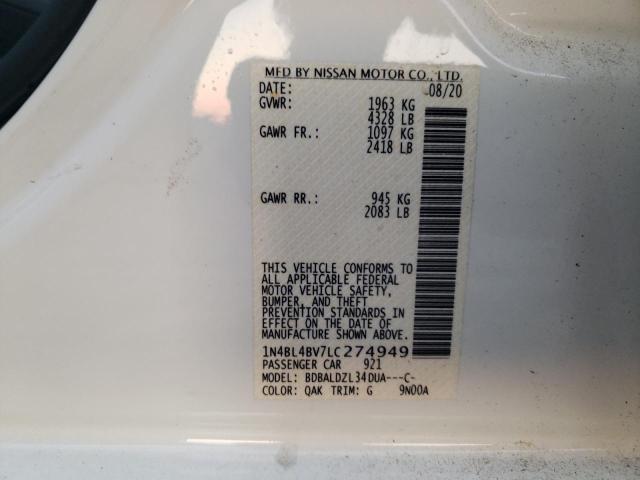 MFD BY NISSAN MOTOR CO., LTD.
DATE: 08/20
GVWR: 1963 KG
4328 LB
GAWR FR.: 1097 KG
2418 LB
GAWR RR.: 945 KG
2083 LB
THIS VEHICLE CONFORMS TO
ALL APPLICABLE FEDERAL
MOTOR VEHICLE SAFETY,
BUMPER, AND THEFT
PREVENTION STANDARDS IN
EFFECT ON THE DATE OF
MANUFACTURE SHOWN ABOVE.
1N4BL4BV7LC274949
PASSENGER CAR 921
MODEL: BDBALDZL34DUA---C-
COLOR: QAK TRIM: G 9N00A